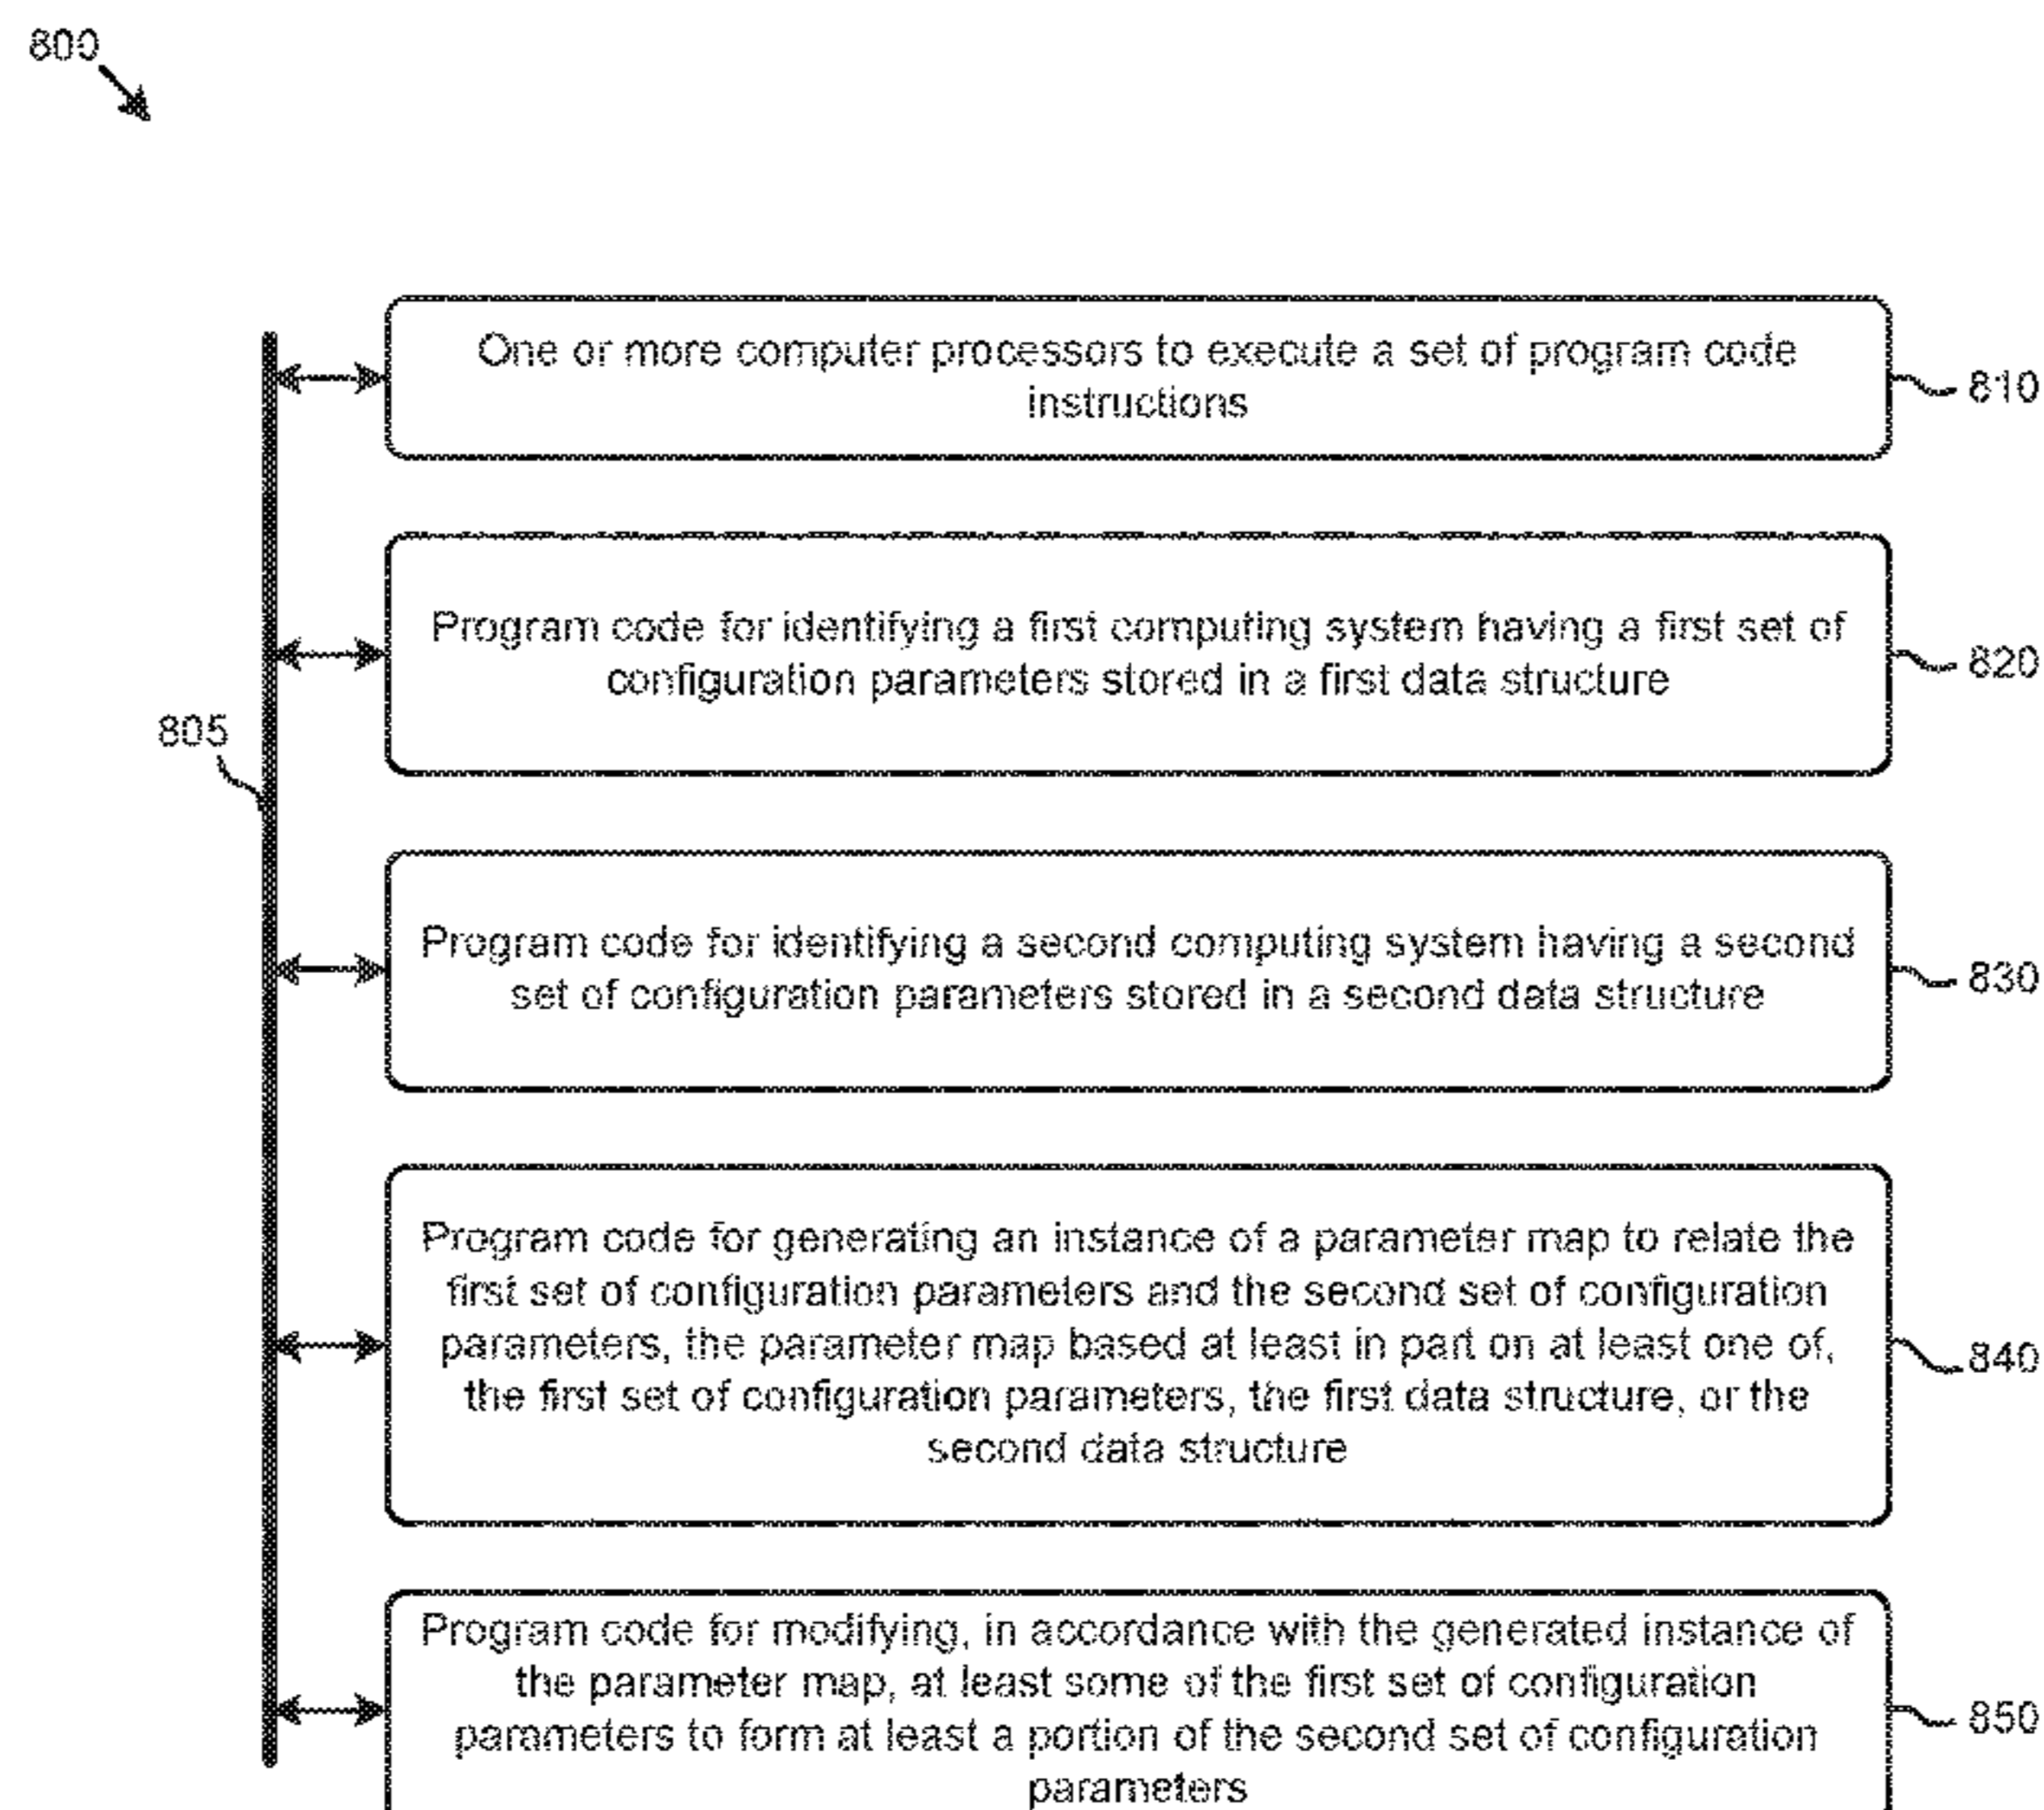 800
One or more computer processors to execute a set of program code
instructions
810
Program code for identifying a first computing system having a first set of
configuration parameters stored in a first data structure
820
805
Program code for identifying a second computing system having a second
set of configuration parameters stored in a second data structure
830
Program code for generating an instance of a parameter map to relate the
first set of configuration parameters and the second set of configuration
parameters, the parameter map based at least in part on at least one of,
the first set of configuration parameters, the first data structure, or the
second data structure
840
Program code for modifying, in accordance with the generated instance of
the parameter map, at least some of the first set of configuration
parameters to form at least a portion of the second set of configuration
parameters
850